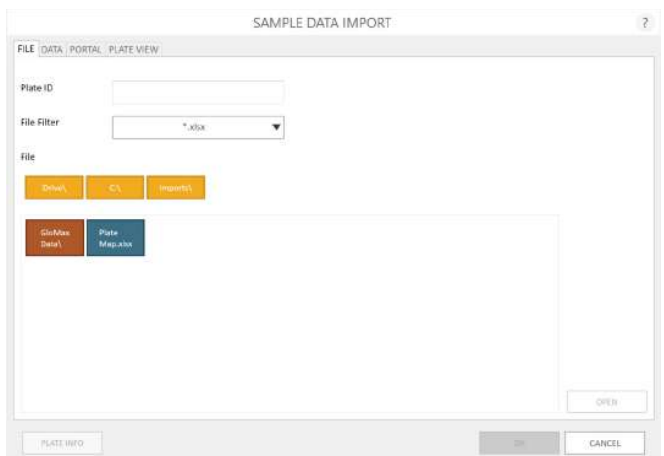 SAMPLE DATA IMPORT
?
FILE DATA PORTAL PLATE VIEW
Plate ID
File Filter
*.xlsx
File
Drive\ C:\ Imports\
GloMax Plate
Data\ Map.xlsx
OPEN
PLATE INFO OK CANCEL